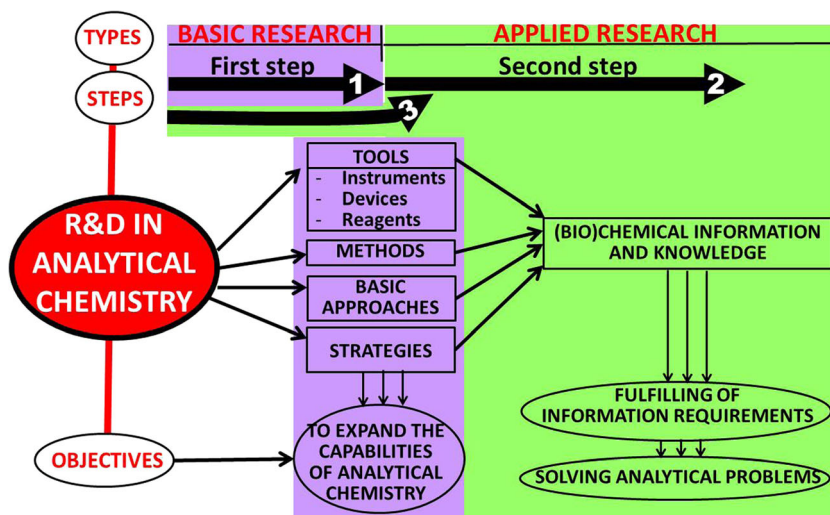 TYPES
BASIC RESEARCH
APPLIED RESEARCH
STEPS
First step
1
Second step
2
3
R&D IN
ANALYTICAL
CHEMISTRY
TOOLS
- Instruments
- Devices
- Reagents
METHODS
BASIC
APPROACHES
STRATEGIES
(BIO)CHEMICAL INFORMATION
AND KNOWLEDGE
OBJECTIVES
TO EXPAND THE
CAPABILITIES
OF ANALYTICAL
CHEMISTRY
FULFILLING OF
INFORMATION REQUIREMENTS
SOLVING ANALYTICAL PROBLEMS